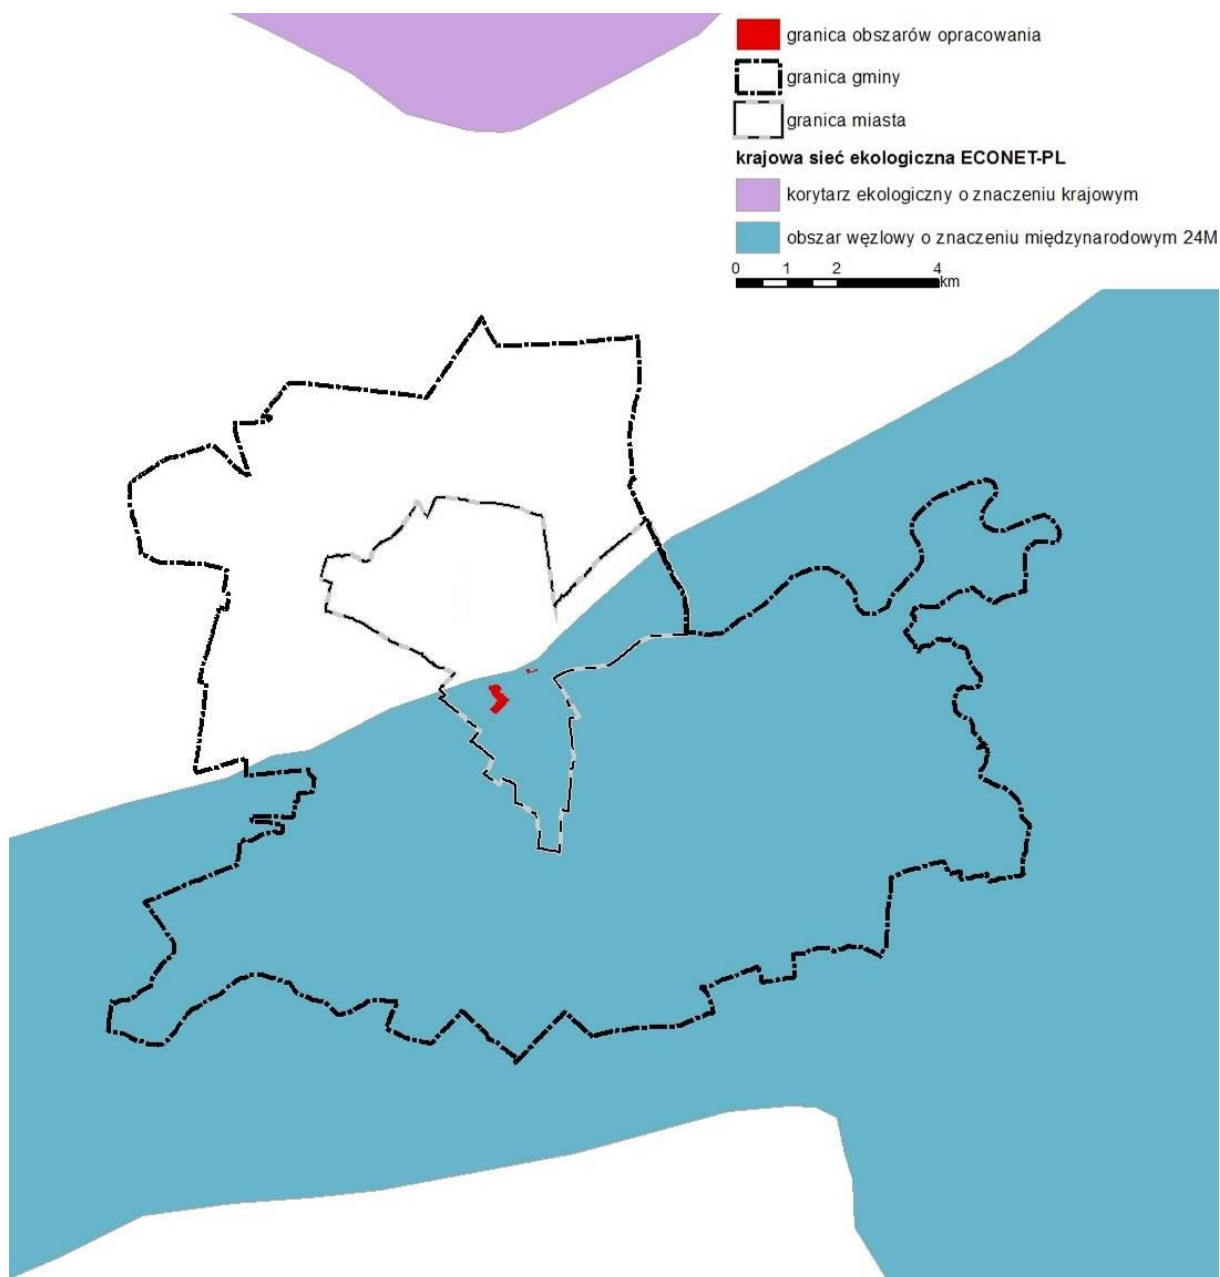 granica obszarów opracowania
granica gminy
granica miasta
krajowa sieć ekologiczna ECONET-PL
korytarz ekologiczny o znaczeniu krajowym
obszar węzlowy o znaczeniu międzynarodowym 24M
0 1 2 4
km